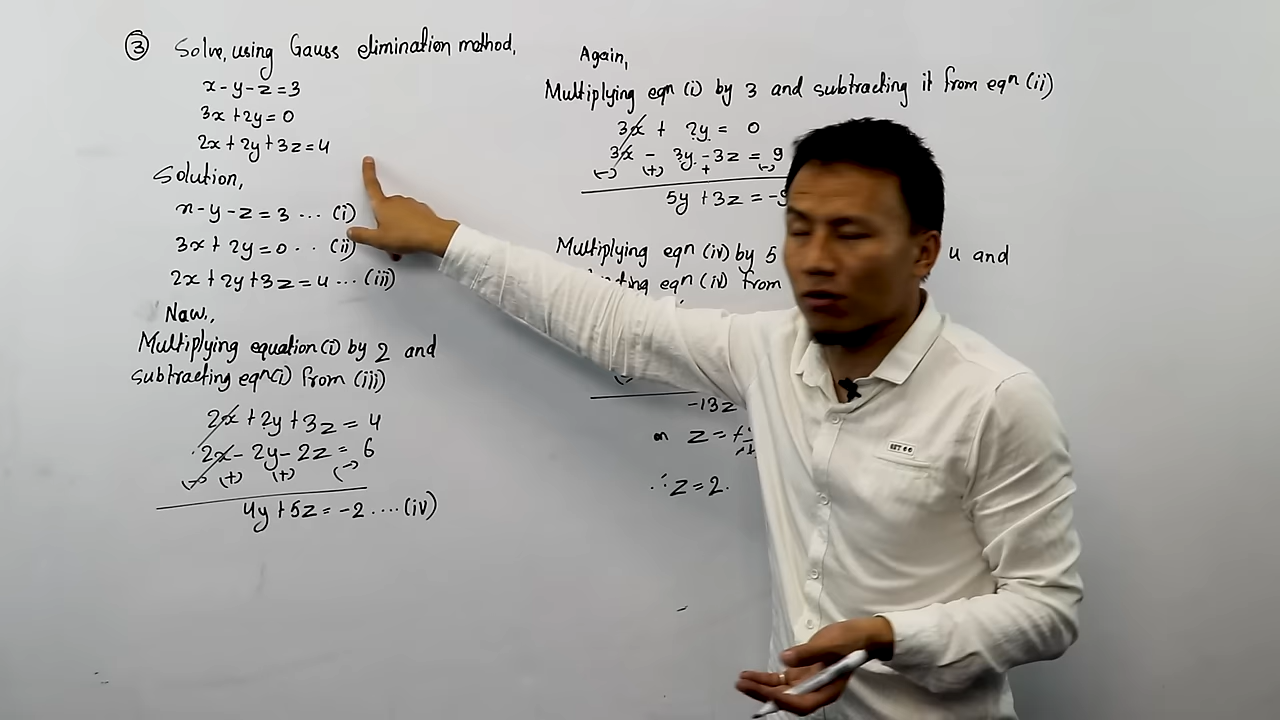 ③ Solve, using Gauss elimination method,
x - y - z = 3
3x + 2y = 0
2x + 2y + 3z = 4
Solution,
x - y - z = 3 ... (i)
3x + 2y = 0 .. (ii)
2x + 2y + 3z = 4 ... (iii)
Now,,
Multiplying equation (i) by 2 and
subtracting eqn(i) from (iii)
2x + 2y + 3z = 4
2x - 2y - 2z = 6
(-) (+) (+) (-)
4y + 5z = -2 .... (iv)
Again,
Multiplying eqn (i) by 3 and subtracting it from eqn (ii)
3x + 2y = 0
3x - 3y - 3z = 9
(-) (+) + (-)
5y + 3z = -9
Multiplying eqn (iv) by 5
4 and
eqn (iv) from
-13z
or z =
∴ z = 2.